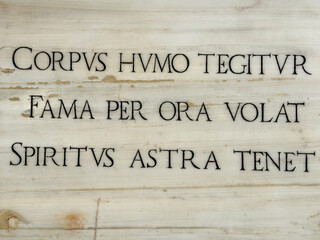 CORPVS HVMO TEGITVR
FAMA PER ORA VOLAT
SPIRITVS ASTRA TENET